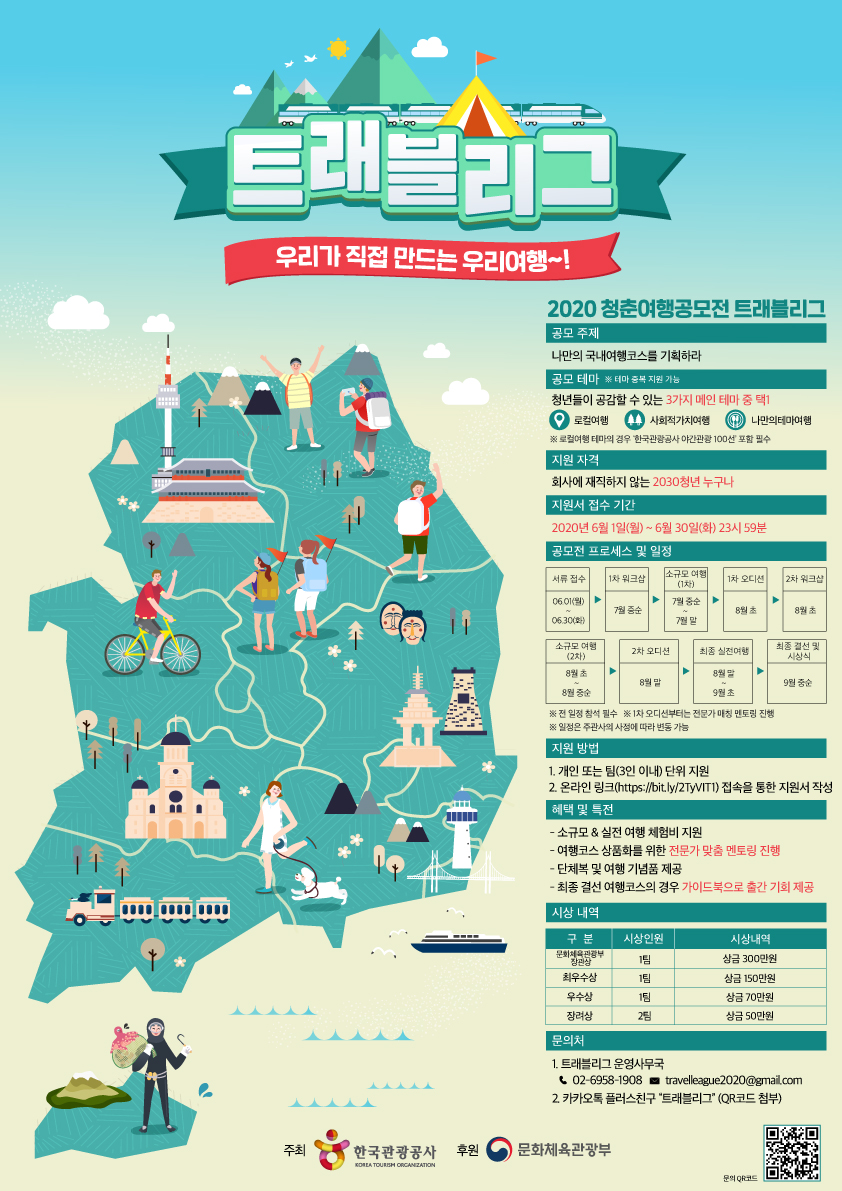 트래블리그
우리가 직접 만드는 우리여행~!
2020 청춘여행공모전 트래블리그
공모 주제
나만의 국내여행코스를 기획하라
공모 테마 ※ 테마 중복 지원 가능
청년들이 공감할 수 있는 3가지 메인 테마 중 택1
로컬여행 사회적가치여행 나만의테마여행
※ 로컬여행 테마의 경우 '한국관광공사 야간관광 100선' 포함 필수
지원 자격
회사에 재직하지 않는 2030청년 누구나
지원서 접수 기간
2020년 6월 1일(월) ~ 6월 30일(화) 23시 59분
공모전 프로세스 및 일정
서류 접수
06.01(월)
~
06.30(화)
1차 워크샵
7월 중순
소규모 여행
(1차)
7월 중순
~
7월 말
1차 오디션
8월 초
2차 워크샵
8월 초
소규모 여행
(2차)
8월 초
~
8월 중순
2차 오디션
8월 말
최종 실전여행
8월 말
~
9월 초
최종 결선 및
시상식
9월 중순
※ 전 일정 참석 필수 ※ 1차 오디션부터는 전문가 매칭 멘토링 진행
※ 일정은 주관사의 사정에 따라 변동 가능
지원 방법
1. 개인 또는 팀(3인 이내) 단위 지원
2. 온라인 링크(https://bit.ly/2TyVIT1) 접속을 통한 지원서 작성
혜택 및 특전
- 소규모 & 실전 여행 체험비 지원
- 여행코스 상품화를 위한 전문가 맞춤 멘토링 진행
- 단체복 및 여행 기념품 제공
- 최종 결선 여행코스의 경우 가이드북으로 출간 기회 제공
시상 내역
구 분 시상인원 시상내역
문화체육관광부
장관상 1팀 상금 300만원
최우수상 1팀 상금 150만원
우수상 1팀 상금 70만원
장려상 2팀 상금 50만원
문의처
1. 트래블리그 운영사무국
02-6958-1908 travelleague2020@gmail.com
2. 카카오톡 플러스친구 "트래블리그" (QR코드 첨부)
주최 한국관광공사 후원 문화체육관광부
KOREA TOURISM ORGANIZATION
문의 QR코드